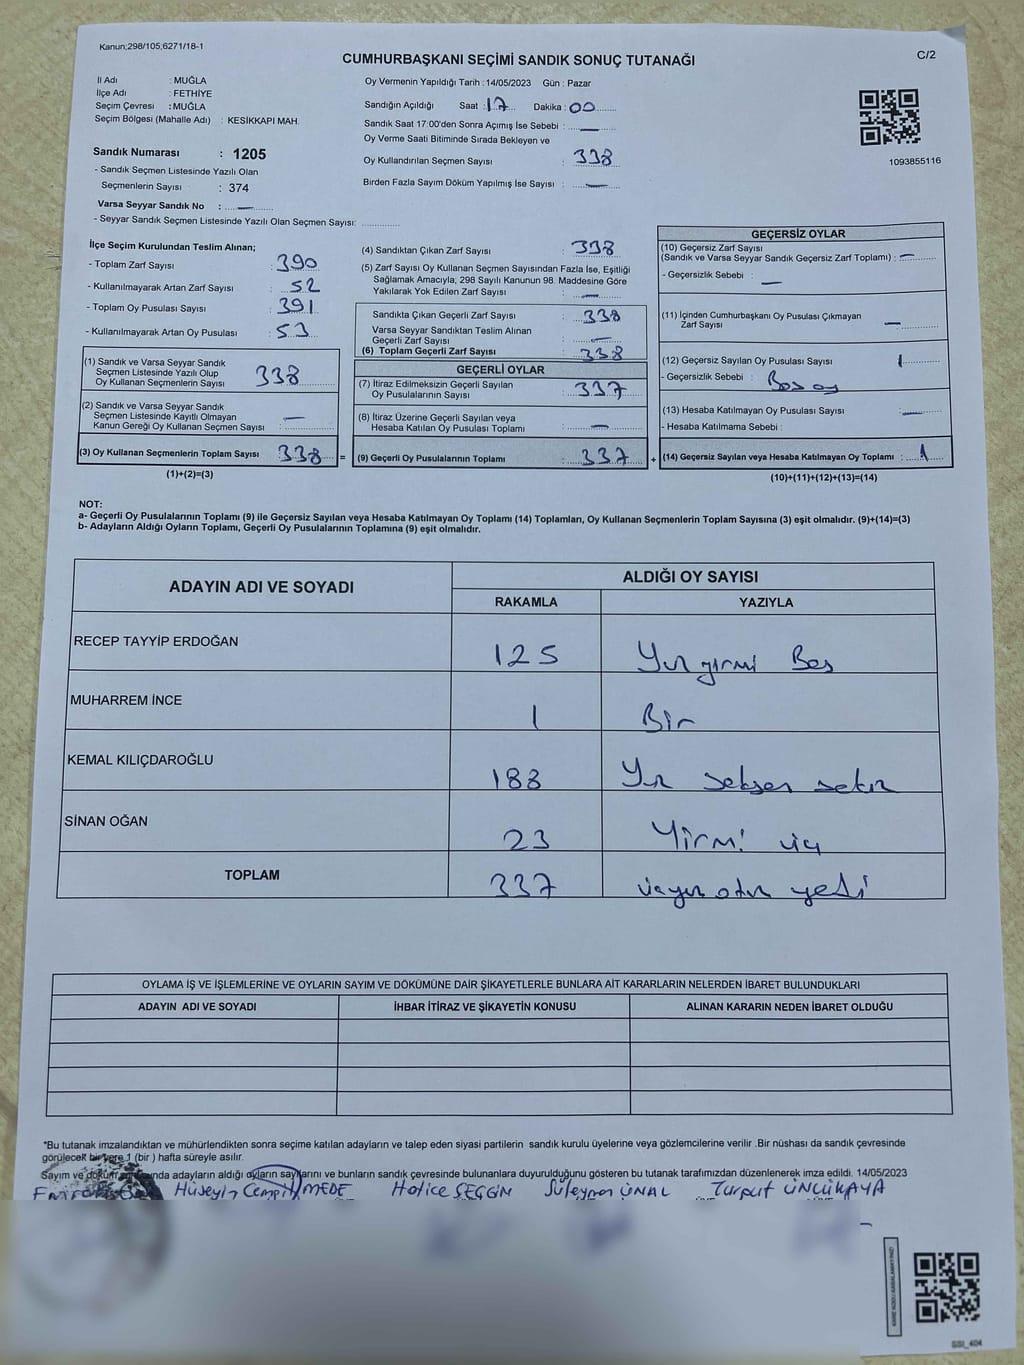 Kanun;298/105;6271/18-1
CUMHURBAŞKANI SEÇİMİ SANDIK SONUÇ TUTANAĞI
C/2
İl Adı : MUĞLA
İlçe Adı : FETHİYE
Seçim Çevresi : MUĞLA
Seçim Bölgesi (Mahalle Adı) : KESİKKAPI MAH.
Sandık Numarası : 1205
- Sandık Seçmen Listesinde Yazılı Olan
Seçmenlerin Sayısı : 374
Varsa Seyyar Sandık No : —
- Seyyar Sandık Seçmen Listesinde Yazılı Olan Seçmen Sayısı:
Oy Vermenin Yapıldığı Tarih : 14/05/2023 Gün : Pazar
Sandığın Açıldığı Saat : 17 Dakika : 00
Sandık Saat 17:00'den Sonra Açımış İse Sebebi : —
Oy Verme Saati Bitiminde Sırada Bekleyen ve
Oy Kullandırılan Seçmen Sayısı : 338
Birden Fazla Sayım Döküm Yapılmış İse Sayısı : —
1093855116
İlçe Seçim Kurulundan Teslim Alınan;
- Toplam Zarf Sayısı : 390
- Kullanılmayarak Artan Zarf Sayısı : 52
- Toplam Oy Pusulası Sayısı : 391
- Kullanılmayarak Artan Oy Pusulası : 53
(1) Sandık ve Varsa Seyyar Sandık
Seçmen Listesinde Yazılı Olup
Oy Kullanan Seçmenlerin Sayısı 338
(2) Sandık ve Varsa Seyyar Sandık
Seçmen Listesinde Kayıtlı Olmayan
Kanun Gereği Oy Kullanan Seçmen Sayısı : —
(3) Oy Kullanan Seçmenlerin Toplam Sayısı 338 =
(1)+(2)=(3)
(4) Sandıktan Çıkan Zarf Sayısı : 338
(5) Zarf Sayısı Oy Kullanan Seçmen Sayısından Fazla İse, Eşitliği
Sağlamak Amacıyla; 298 Sayılı Kanunun 98. Maddesine Göre
Yakılarak Yok Edilen Zarf Sayısı : —
Sandıkta Çıkan Geçerli Zarf Sayısı : 338
Varsa Seyyar Sandıktan Teslim Alınan
Geçerli Zarf Sayısı : —
(6) Toplam Geçerli Zarf Sayısı : 338
GEÇERLİ OYLAR
(7) İtiraz Edilmeksizin Geçerli Sayılan
Oy Pusulalarının Sayısı : 337
(8) İtiraz Üzerine Geçerli Sayılan veya
Hesaba Katılan Oy Pusulası Toplamı : —
(9) Geçerli Oy Pusulalarının Toplamı : 337 +
GEÇERSİZ OYLAR
(10) Geçersiz Zarf Sayısı
(Sandık ve Varsa Seyyar Sandık Geçersiz Zarf Toplamı) : —
- Geçersizlik Sebebi : —
(11) İçinden Cumhurbaşkanı Oy Pusulası Çıkmayan
Zarf Sayısı —
(12) Geçersiz Sayılan Oy Pusulası Sayısı : 1
- Geçersizlik Sebebi : Boş oy
(13) Hesaba Katılmayan Oy Pusulası Sayısı : —
- Hesaba Katılmama Sebebi :
(14) Geçersiz Sayılan veya Hesaba Katılmayan Oy Toplamı : 1
(10)+(11)+(12)+(13)=(14)
NOT:
a- Geçerli Oy Pusulalarının Toplamı (9) ile Geçersiz Sayılan veya Hesaba Katılmayan Oy Toplamı (14) Toplamları, Oy Kullanan Seçmenlerin Toplam Sayısına (3) eşit olmalıdır. (9)+(14)=(3)
b- Adayların Aldığı Oyların Toplamı, Geçerli Oy Pusulalarının Toplamına (9) eşit olmalıdır.
ADAYIN ADI VE SOYADI ALDIĞI OY SAYISI
RAKAMLA YAZIYLA
RECEP TAYYİP ERDOĞAN 125 Yüz yirmi Beş
MUHARREM İNCE 1 Bir
KEMAL KILIÇDAROĞLU 188 Yüz seksen sekiz
SİNAN OĞAN 23 Yirmi üç
TOPLAM 337 üçyüz otuz yedi
OYLAMA İŞ VE İŞLEMLERİNE VE OYLARIN SAYIM VE DÖKÜMÜNE DAİR ŞİKAYETLERLE BUNLARA AİT KARARLARIN NELERDEN İBARET BULUNDUKLARI
ADAYIN ADI VE SOYADI İHBAR İTİRAZ VE ŞİKAYETİN KONUSU ALINAN KARARIN NEDEN İBARET OLDUĞU
*Bu tutanak imzalandıktan ve mühürlendikten sonra seçime katılan adayların ve talep eden siyasi partilerin sandık kurulu üyelerine veya gözlemcilerine verilir .Bir nüshası da sandık çevresinde
görülecek bir yere 1 (bir ) hafta süreyle asılır.
Sayım ve adayların aldığı oyların sayılarını ve bunların sandık çevresinde bulunanlara duyurulduğunu gösteren bu tutanak tarafımızdan düzenlenerek imza edildi. 14/05/2023
Hüseyin Cempil MEDE Hatice SEÇGİN Süleyman ÜNAL Turgut ÜNLÜKAYA
SSI_404